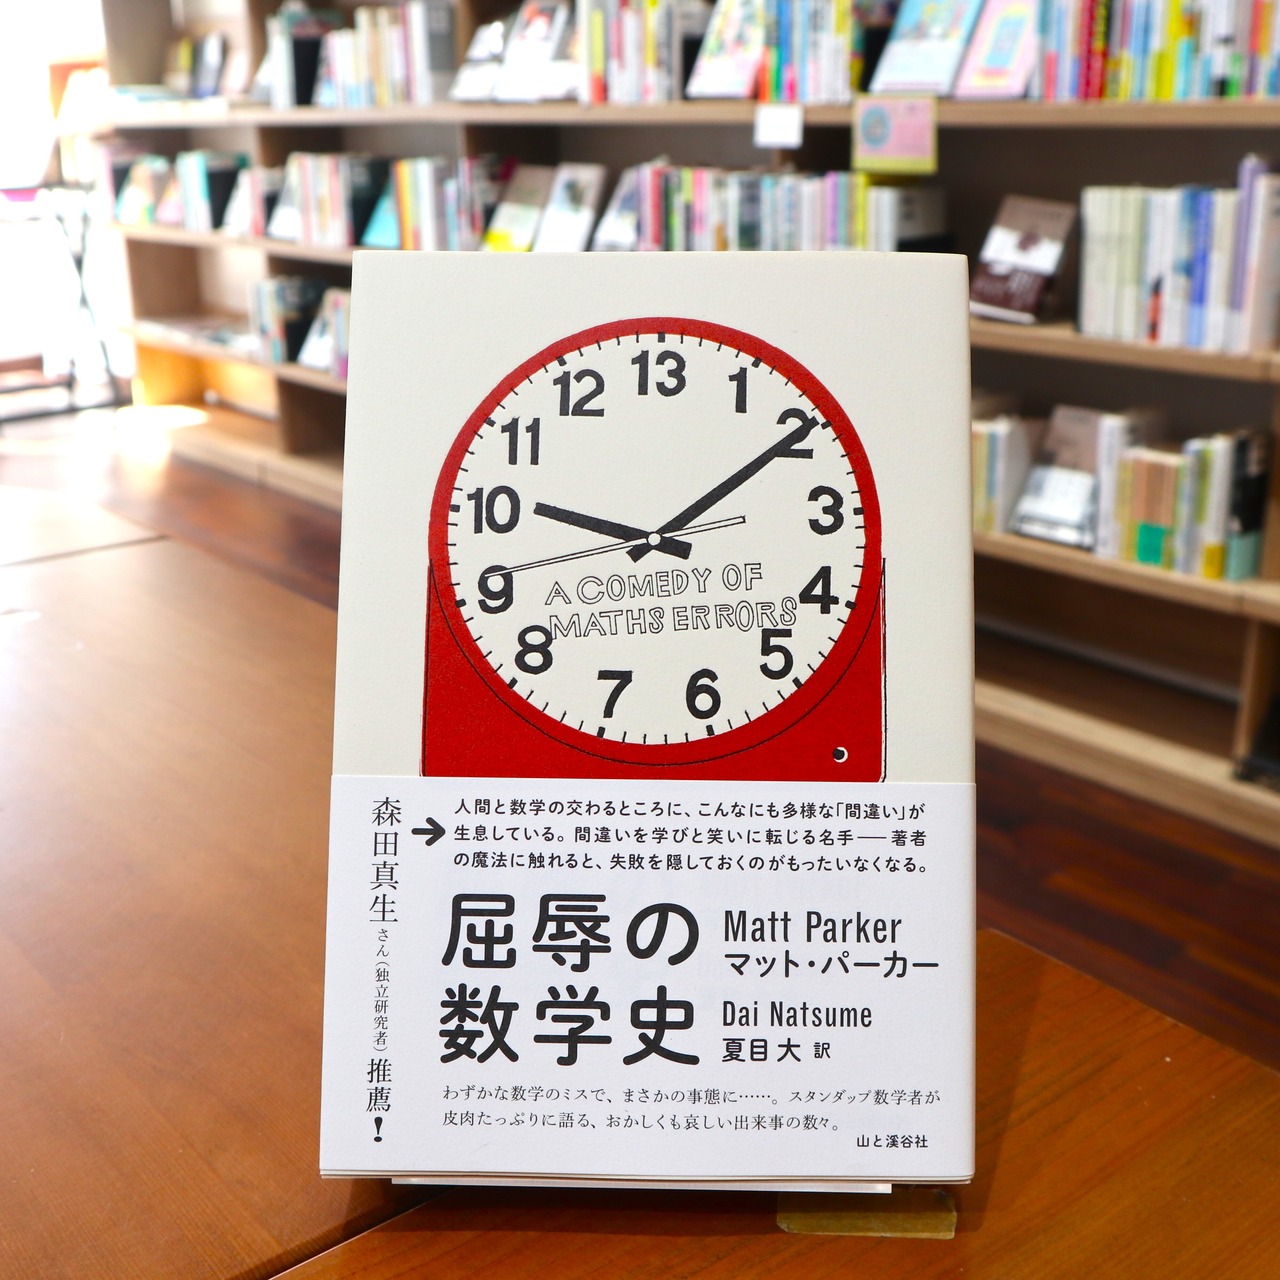 13
12
1
11
2
10
3
9
4
8
5
7
6
A COMEDY OF
MATHS ERRORS
人間と数学の交わるところに、こんなにも多様な「間違い」が
生息している。間違いを学びと笑いに転じる名手──著者
の魔法に触れると、失敗を隠しておくのがもったいなくなる。
森田真生さん（独立研究者）推薦！
屈辱の
数学史
Matt Parker
マット・パーカー
Dai Natsume
夏目大 訳
わずかな数学のミスで、まさかの事態に……。スタンダップ数学者が
皮肉たっぷりに語る、おかしくも哀しい出来事の数々。
山と溪谷社